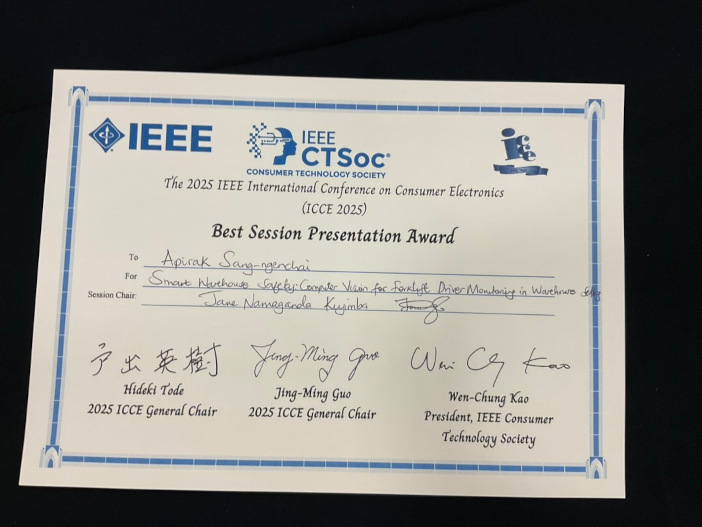 IEEE
IEEE
CTSoc®
CONSUMER TECHNOLOGY SOCIETY
icce
The 2025 IEEE International Conference on Consumer Electronics
(ICCE 2025)
Best Session Presentation Award
To Apirak Sang-ngenchai
For Smart Warehouse Safety: Computer Vision for Forklift Driver Monitoring in Warehouse
Session Chair: Jane Namaganda Kiyimba
戸出英樹 Jing-Ming Guo Wen Chung Kao
Hideki Tode Jing-Ming Guo Wen-Chung Kao
2025 ICCE General Chair 2025 ICCE General Chair President, IEEE Consumer
Technology Society